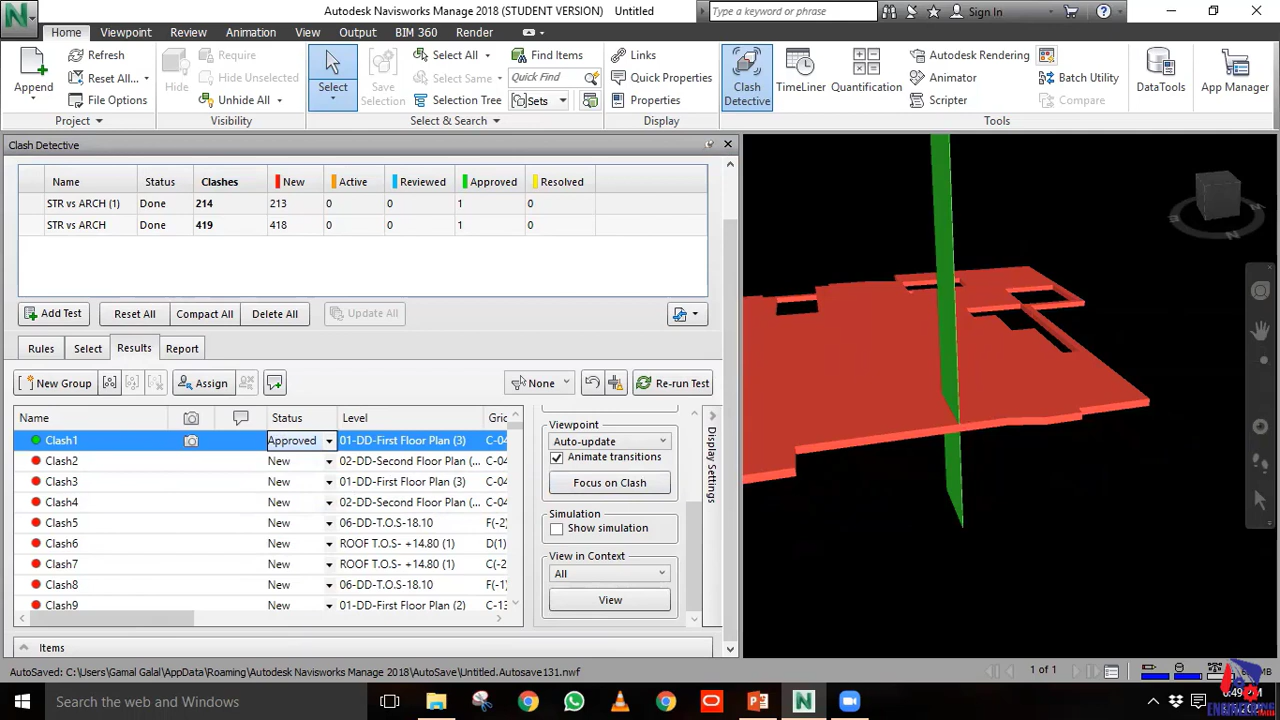 Autodesk Navisworks Manage 2018 (STUDENT VERSION) Untitled
Type a keyword or phrase
Sign In
Home Viewpoint Review Animation View Output BIM 360 Render
Append
Refresh
Reset All...
File Options
Project
Hide
Require
Hide Unselected
Unhide All
Visibility
Select
Save Selection
Select All
Select Same
Selection Tree
Find Items
Quick Find
Sets
Select & Search
Links
Quick Properties
Properties
Display
Clash Detective
TimeLiner
Quantification
Autodesk Rendering
Animator
Scripter
Batch Utility
Compare
Tools
DataTools
App Manager
Clash Detective
Name Status Clashes New Active Reviewed Approved Resolved
STR vs ARCH (1) Done 214 213 0 0 1 0
STR vs ARCH Done 419 418 0 0 1 0
Add Test Reset All Compact All Delete All Update All
Rules Select Results Report
New Group Assign None Re-run Test
Name Status Level Grid
Clash1 Approved 01-DD-First Floor Plan (3) C-04
Clash2 New 02-DD-Second Floor Plan (... C-04
Clash3 New 01-DD-First Floor Plan (3) C-04
Clash4 New 02-DD-Second Floor Plan (... C-04
Clash5 New 06-DD-T.O.S-18.10 F(-2)
Clash6 New ROOF T.O.S- +14.80 (1) D(1)
Clash7 New ROOF T.O.S- +14.80 (1) C(-2
Clash8 New 06-DD-T.O.S-18.10 F(-1)
Clash9 New 01-DD-First Floor Plan (2) C-13
Viewpoint
Auto-update
Animate transitions
Focus on Clash
Simulation
Show simulation
View in Context
All
View
Display Settings
Items
AutoSaved: C:\Users\Gamal Galal\AppData\Roaming\Autodesk Navisworks Manage 2018\AutoSave\Untitled.Autosave131.nwf
1 of 1
Search the web and Windows
ENGINEERING